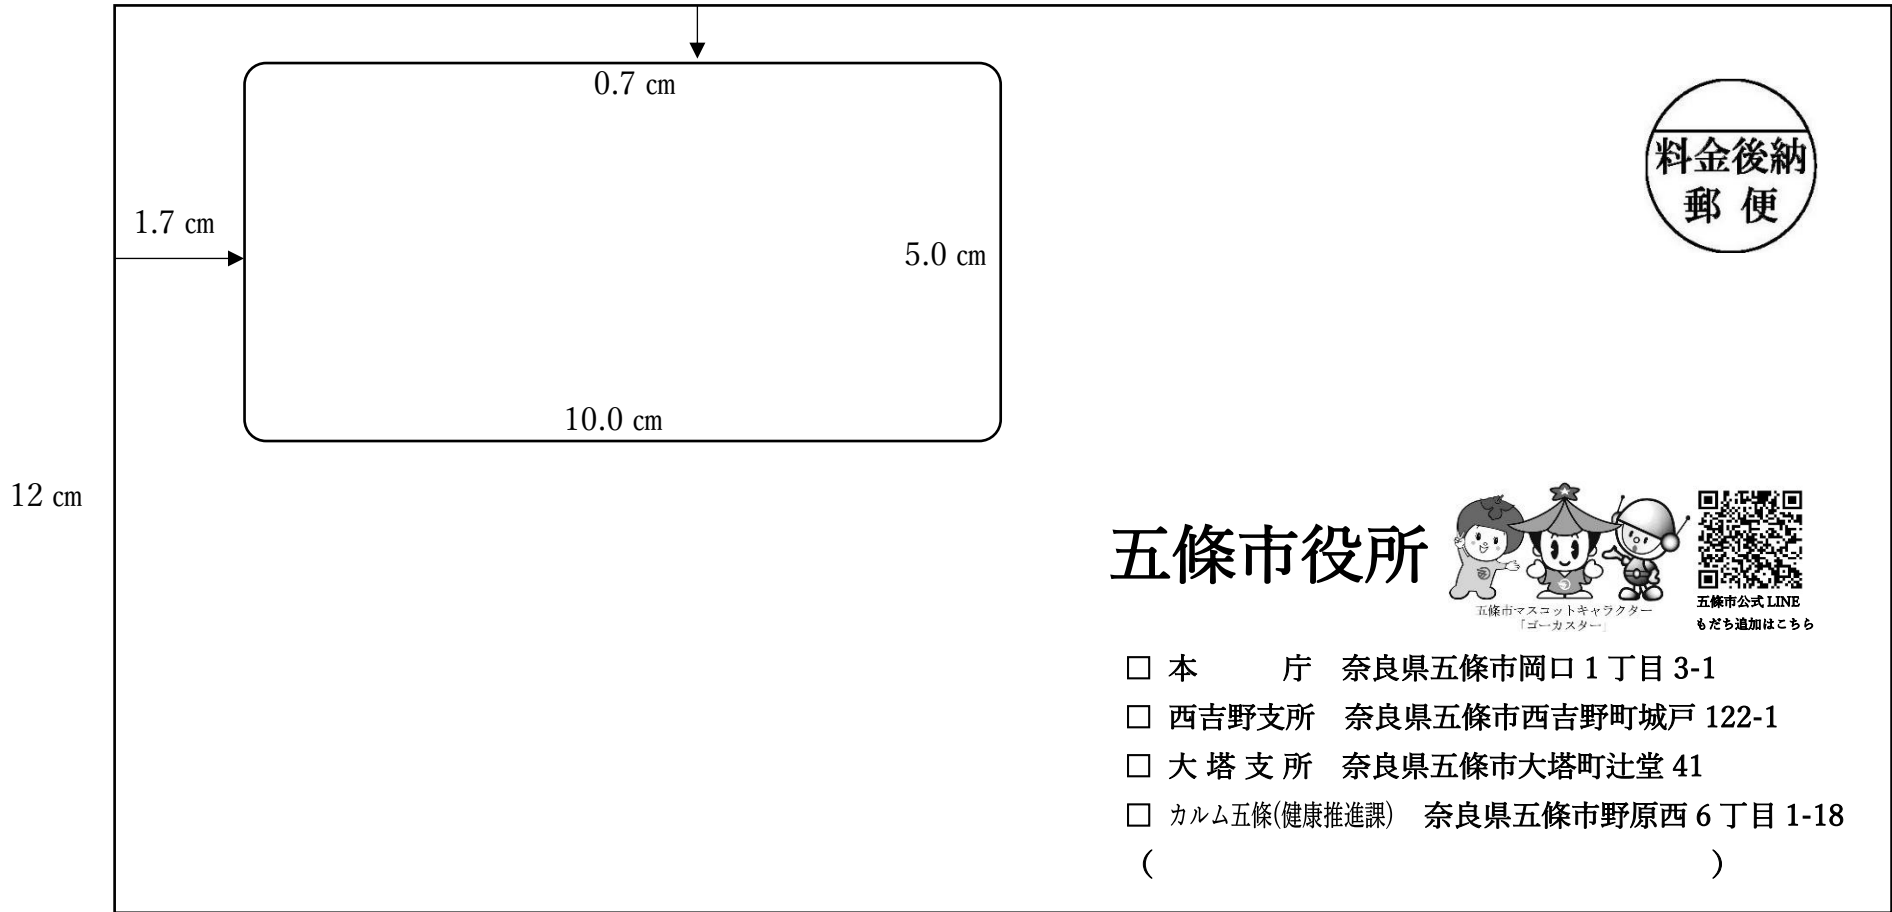 0.7 ㎝
料金後納
郵 便
1.7 ㎝
5.0 ㎝
10.0 ㎝
12 ㎝
五條市役所
五條市マスコットキャラクター
「ゴーカスター」
五條市公式 LINE
もだち追加はこちら
□ 本　　　庁　奈良県五條市岡口 1 丁目 3-1
□ 西吉野支所　奈良県五條市西吉野町城戸 122-1
□ 大 塔 支 所　奈良県五條市大塔町辻堂 41
□ カルム五條(健康推進課)　奈良県五條市野原西 6 丁目 1-18
(　　　　　　　　　　　　　　　　　　)